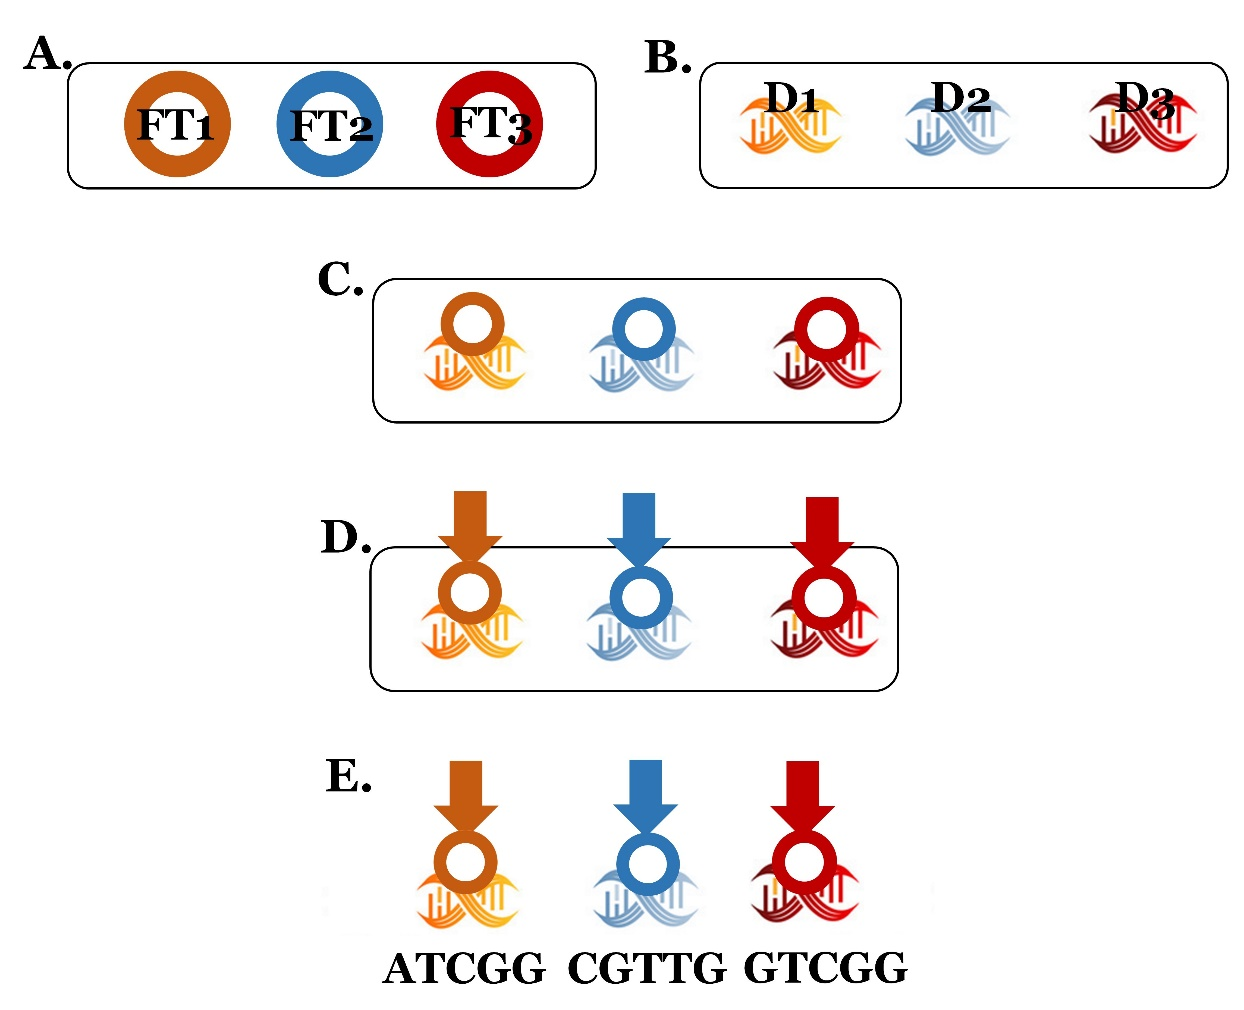 A.
FT1 FT2 FT3
B.
D1 D2 D3
C.
D.
E.
ATCGG CGTTG GTCGG